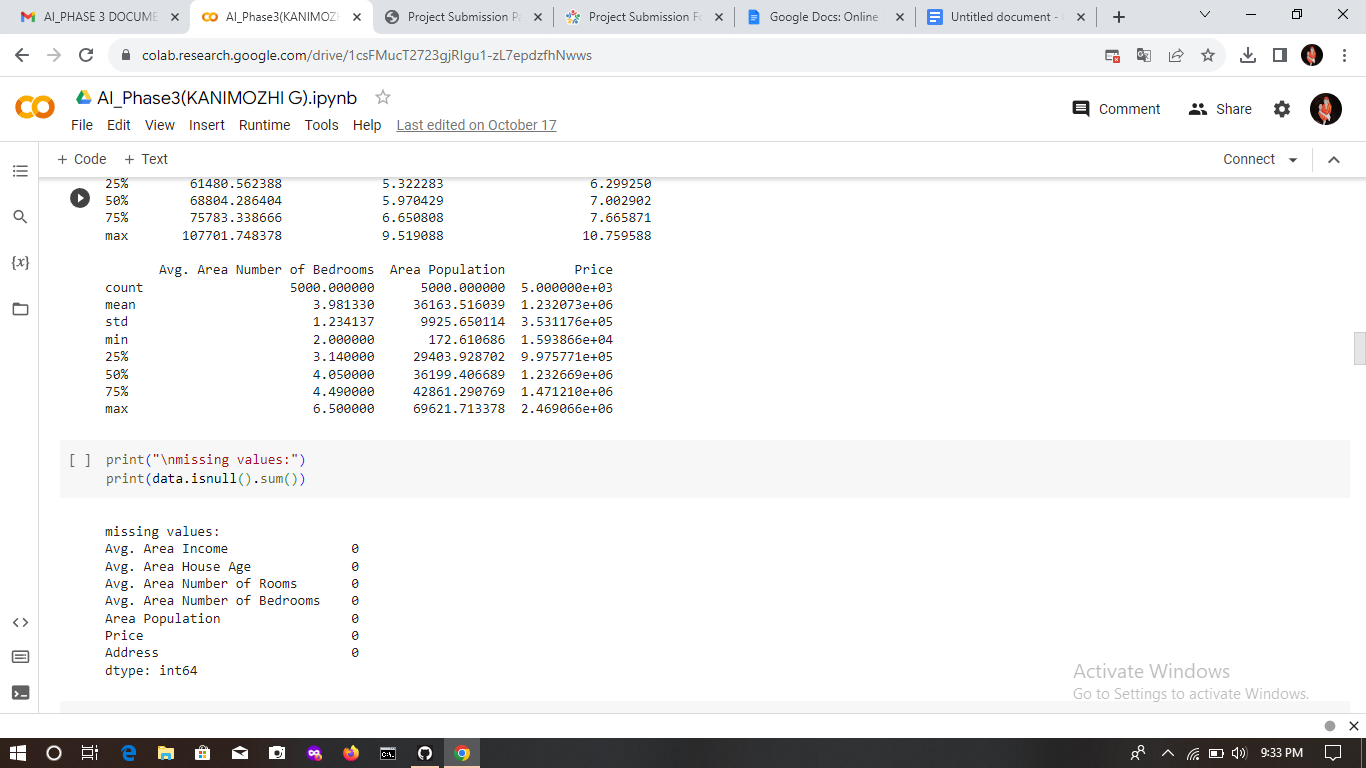 AI_PHASE 3 DOCUME
AI_Phase3(KANIMOZH
Project Submission Pa
Project Submission Fo
Google Docs: Online
Untitled document -
colab.research.google.com/drive/1csFMucT2723gjRIgu1-zL7epdzfhNwws
CO
AI_Phase3(KANIMOZHI G).ipynb
Comment
Share
File Edit View Insert Runtime Tools Help Last edited on October 17
+ Code + Text
Connect
25% 61480.562388 5.322283 6.299250
50% 68804.286404 5.970429 7.002902
75% 75783.338666 6.650808 7.665871
max 107701.748378 9.519088 10.759588
Avg. Area Number of Bedrooms Area Population Price
count 5000.000000 5000.000000 5.000000e+03
mean 3.981330 36163.516039 1.232073e+06
std 1.234137 9925.650114 3.531176e+05
min 2.000000 172.610686 1.593866e+04
25% 3.140000 29403.928702 9.975771e+05
50% 4.050000 36199.406689 1.232669e+06
75% 4.490000 42861.290769 1.471210e+06
max 6.500000 69621.713378 2.469066e+06
[ ] print("\nmissing values:")
print(data.isnull().sum())
missing values:
Avg. Area Income 0
Avg. Area House Age 0
Avg. Area Number of Rooms 0
Avg. Area Number of Bedrooms 0
Area Population 0
Price 0
Address 0
dtype: int64
Activate Windows
Go to Settings to activate Windows.
9:33 PM